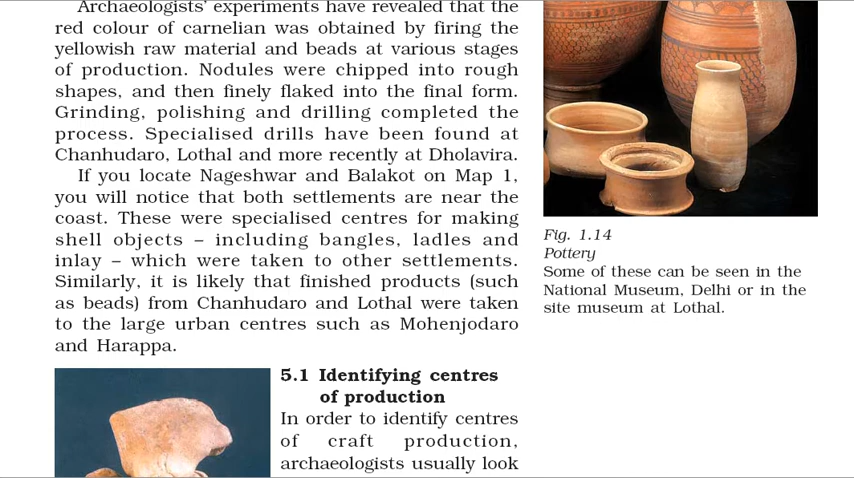 Archaeologists' experiments have revealed that the
red colour of carnelian was obtained by firing the
yellowish raw material and beads at various stages
of production. Nodules were chipped into rough
shapes, and then finely flaked into the final form.
Grinding, polishing and drilling completed the
process. Specialised drills have been found at
Chanhudaro, Lothal and more recently at Dholavira.
If you locate Nageshwar and Balakot on Map 1,
you will notice that both settlements are near the
coast. These were specialised centres for making
shell objects – including bangles, ladles and
inlay – which were taken to other settlements.
Similarly, it is likely that finished products (such
as beads) from Chanhudaro and Lothal were taken
to the large urban centres such as Mohenjodaro
and Harappa.
5.1 Identifying centres
of production
In order to identify centres
of craft production,
archaeologists usually look
Fig. 1.14
Pottery
Some of these can be seen in the
National Museum, Delhi or in the
site museum at Lothal.